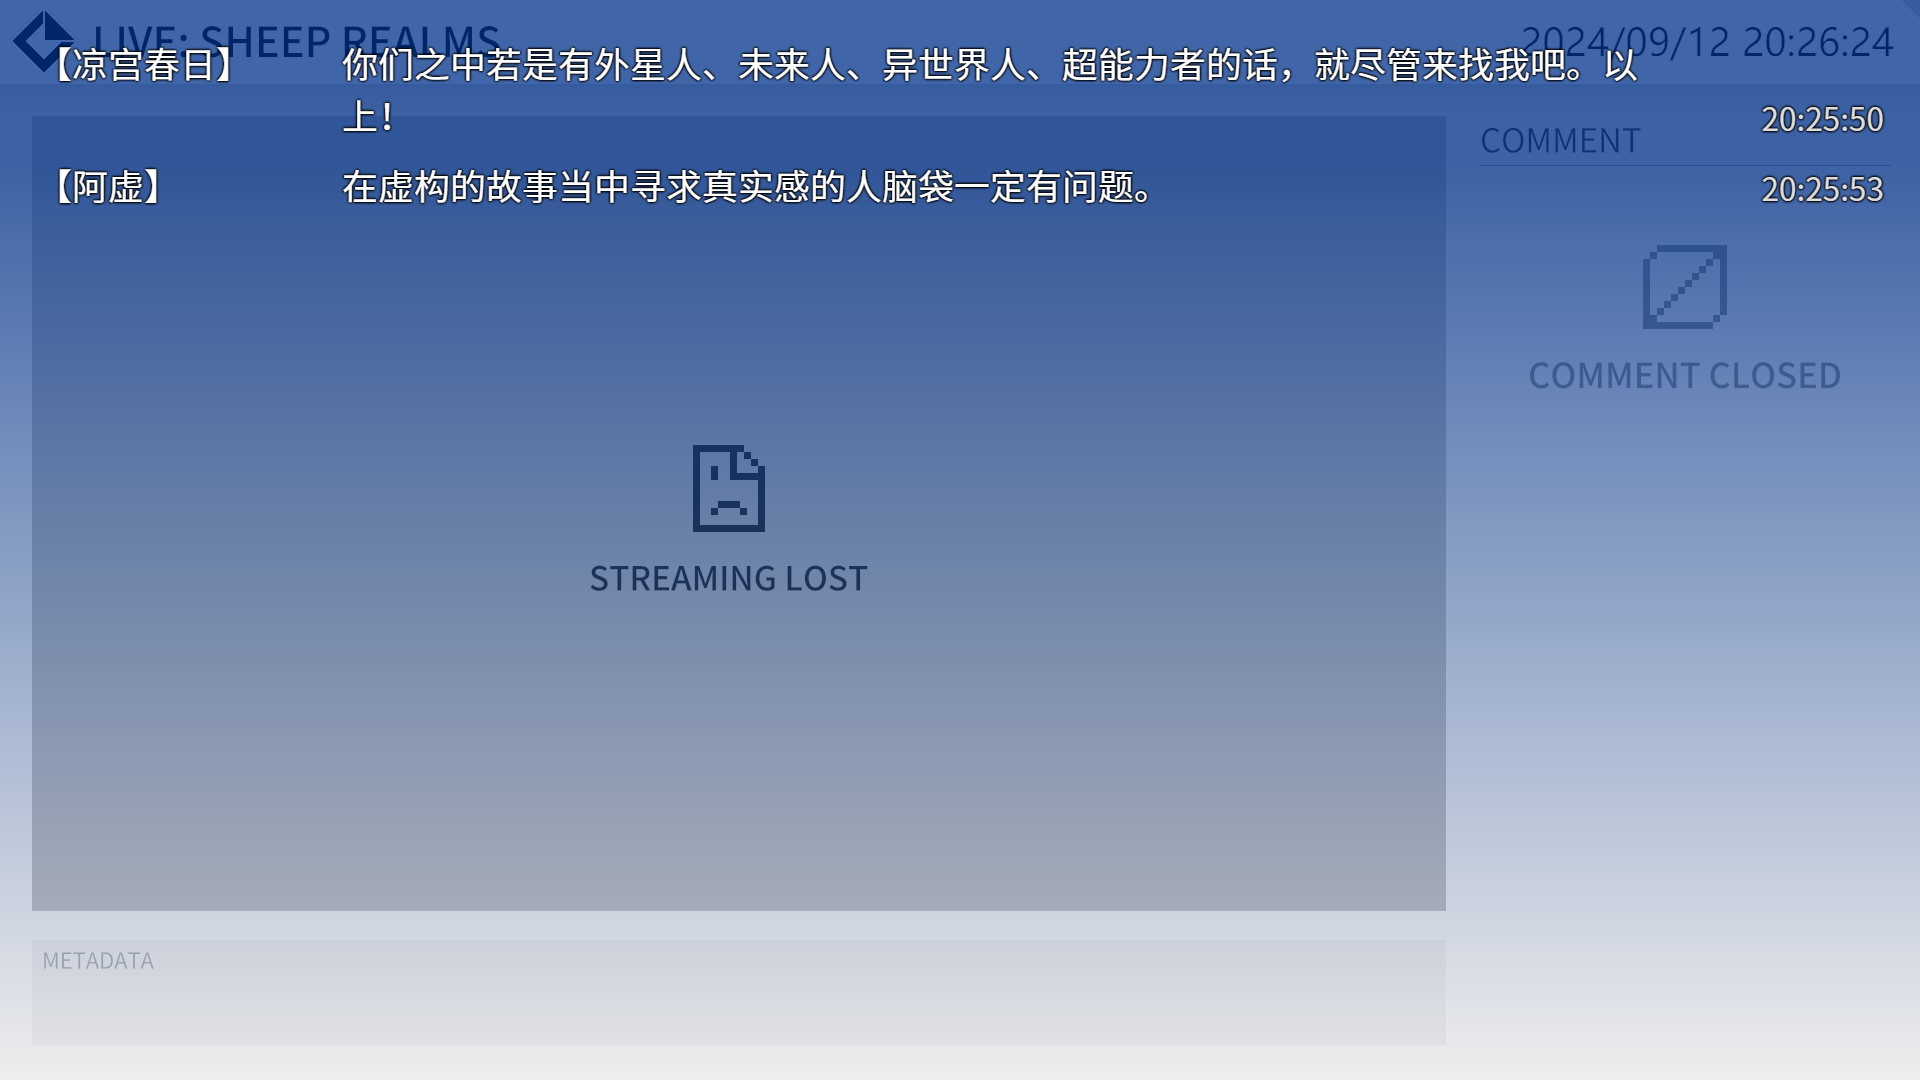 LIVE: SHEEP REALMS
2024/09/12 20:26:24
【凉宫春日】 你们之中若是有外星人、未来人、异世界人、超能力者的话，就尽管来找我吧。以
上！
20:25:50
COMMENT
【阿虚】 在虚构的故事当中寻求真实感的人脑袋一定有问题。
20:25:53
COMMENT CLOSED
STREAMING LOST
METADATA